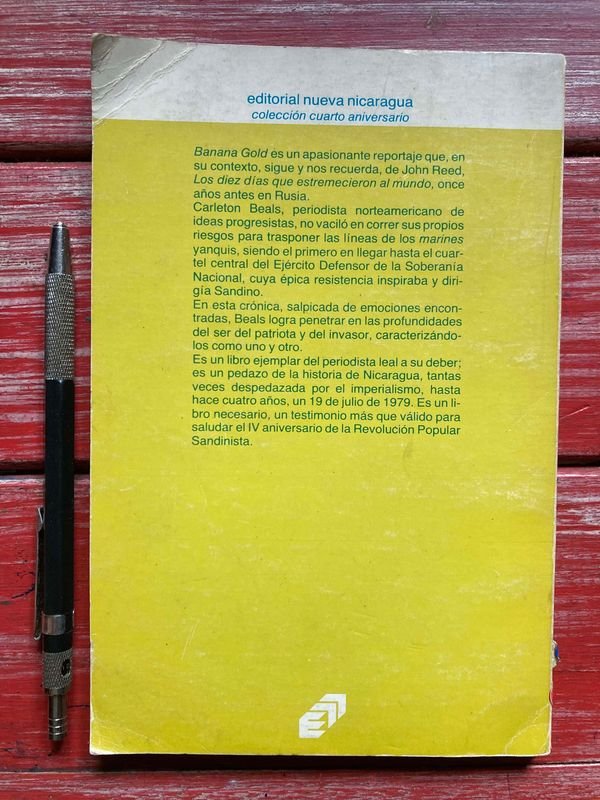 editorial nueva nicaragua
colección cuarto aniversario
Banana Gold es un apasionante reportaje que, en
su contexto, sigue y nos recuerda, de John Reed,
Los diez días que estremecieron al mundo, once
años antes en Rusia.
Carleton Beals, periodista norteamericano de
ideas progresistas, no vaciló en correr sus propios
riesgos para trasponer las líneas de los marines
yanquis, siendo el primero en llegar hasta el cuar-
tel central del Ejército Defensor de la Soberanía
Nacional, cuya épica resistencia inspiraba y diri-
gía Sandino.
En esta crónica, salpicada de emociones encon-
tradas, Beals logra penetrar en las profundidades
del ser del patriota y del invasor, caracterizándo-
los como uno y otro.
Es un libro ejemplar del periodista leal a su deber;
es un pedazo de la historia de Nicaragua, tantas
veces despedazada por el imperialismo, hasta
hace cuatro años, un 19 de julio de 1979. Es un li-
bro necesario, un testimonio más que válido para
saludar el IV aniversario de la Revolución Popular
Sandinista.